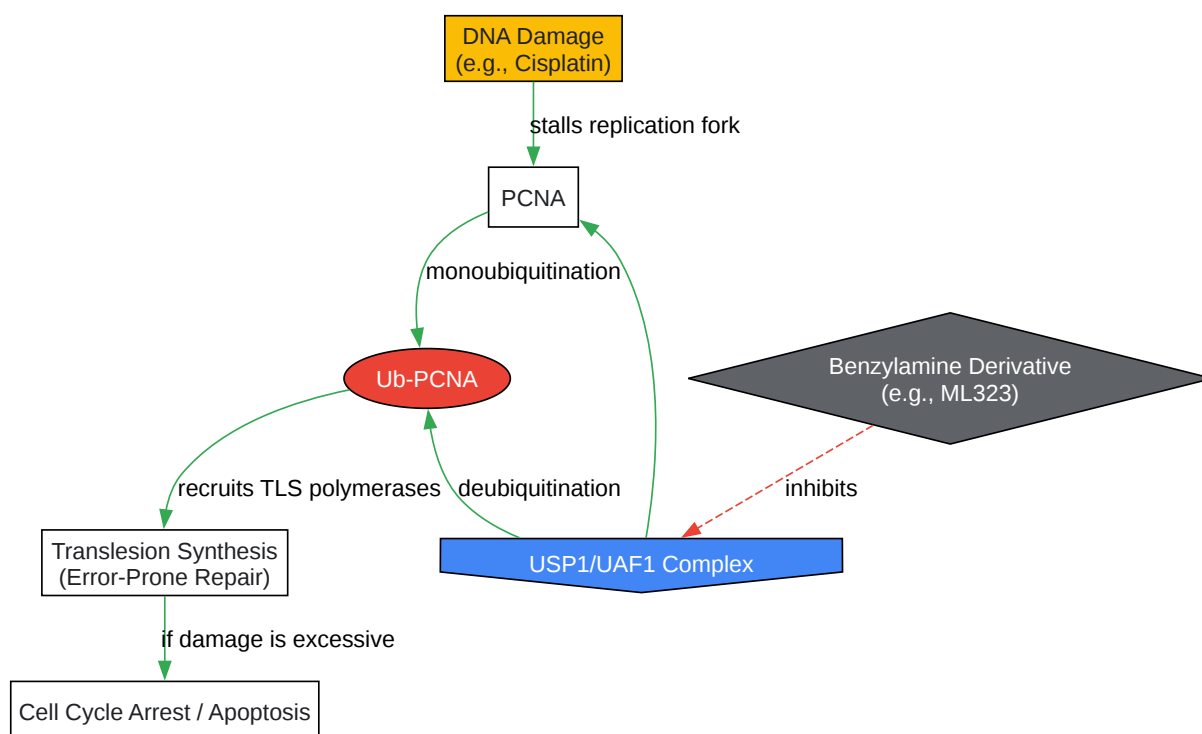 DNA Damage
(e.g., Cisplatin)
stalls replication fork
PCNA
monoubiquitination
Ub-PCNA
Benzylamine Derivative
(e.g., ML323)
recruits TLS polymerases
deubiquitination
inhibits
Translesion Synthesis
(Error-Prone Repair)
USP1/UAF1 Complex
if damage is excessive
Cell Cycle Arrest / Apoptosis